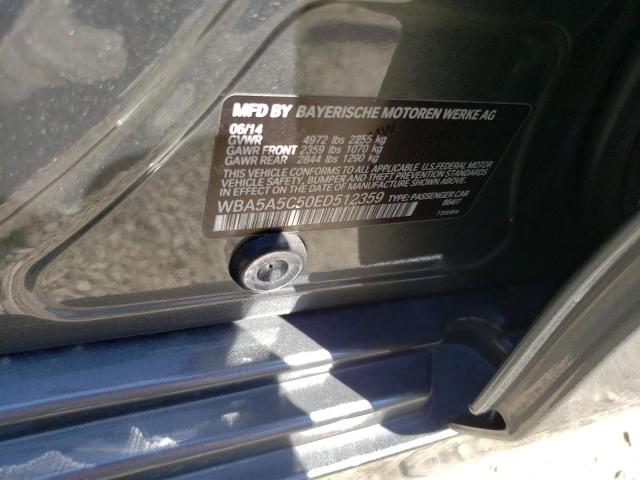 MFD BY BAYERISCHE MOTOREN WERKE AG
06/14
GVWR 4972 lbs 2255 kg
GAWR FRONT 2359 lbs 1070 kg
GAWR REAR 2844 lbs 1290 kg
THIS VEHICLE CONFORMS TO ALL APPLICABLE U.S. FEDERAL MOTOR
VEHICLE SAFETY, BUMPER, AND THEFT PREVENTION STANDARDS
IN EFFECT ON THE DATE OF MANUFACTURE SHOWN ABOVE.
WBA5A5C50ED512359 TYPE: PASSENGER CAR